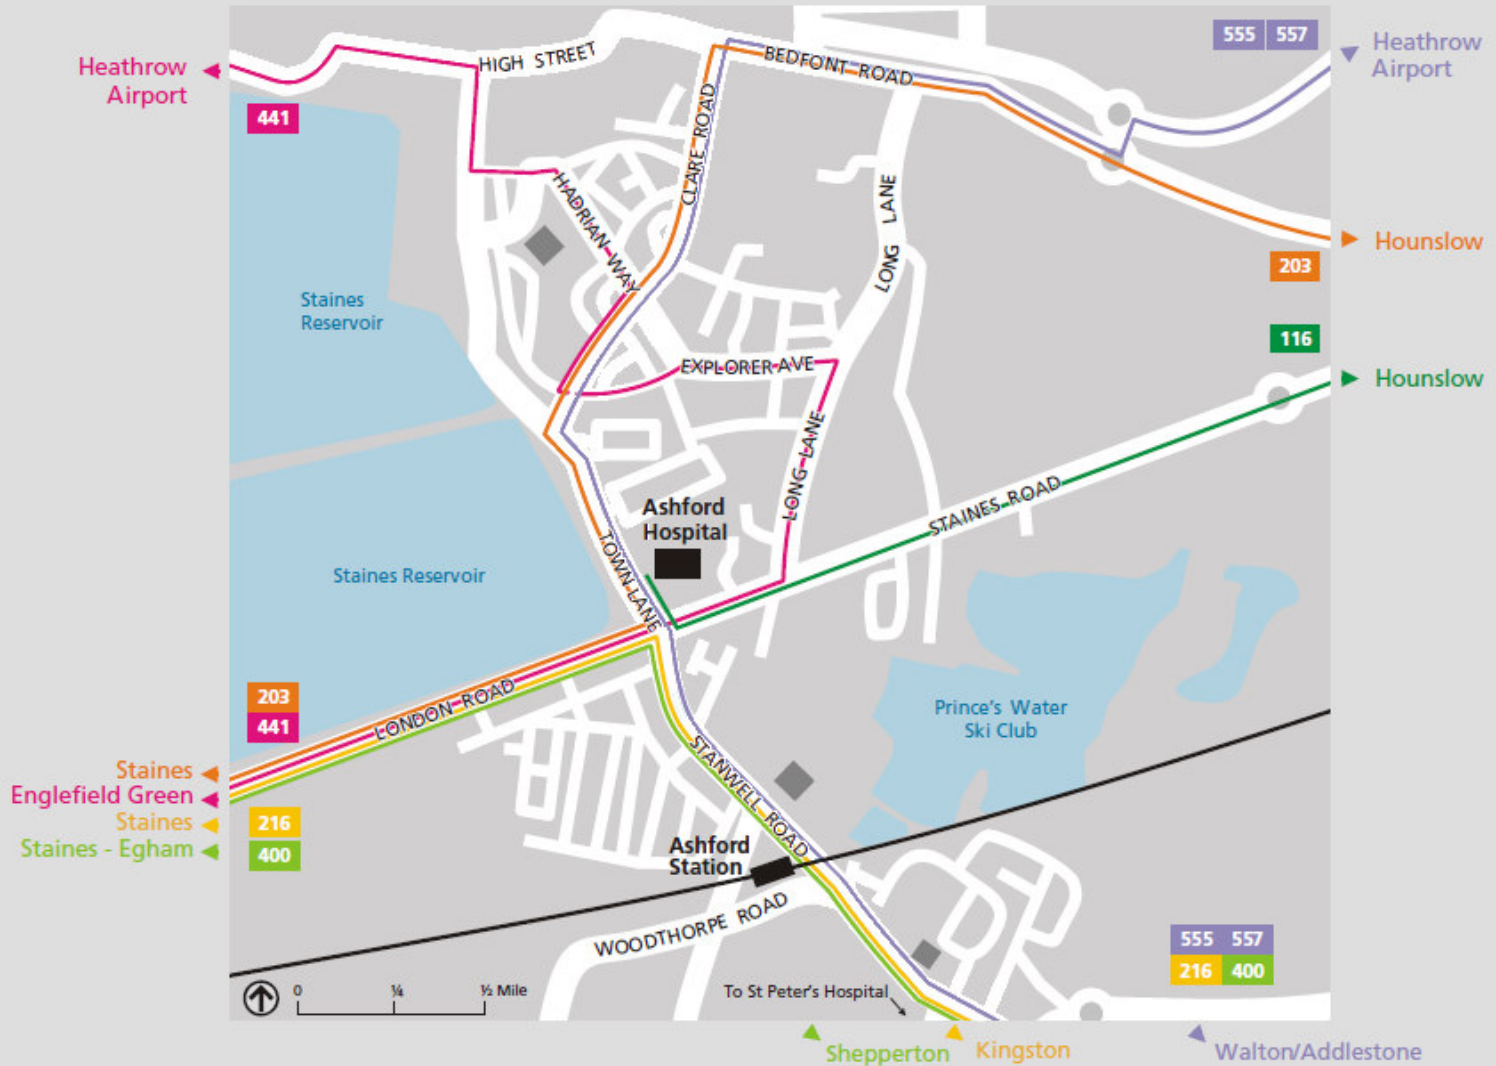 555 557
Heathrow
Airport
Heathrow
Airport
441
HIGH STREET
BEDFONT ROAD
CLARE ROAD
HADRIAN WAY
LONG LANE
Hounslow
203
Staines
Reservoir
116
EXPLORER AVE
Hounslow
LONG LANE
STAINES ROAD
Ashford
Hospital
TOWN LANE
Staines Reservoir
203
441
LONDON ROAD
Prince's Water
Ski Club
STANWELL ROAD
Staines
Englefield Green
Staines
Staines - Egham
216
400
Ashford
Station
WOODTHORPE ROAD
555 557
216 400
0 ¼ ½ Mile
To St Peter's Hospital
Shepperton
Kingston
Walton/Addlestone